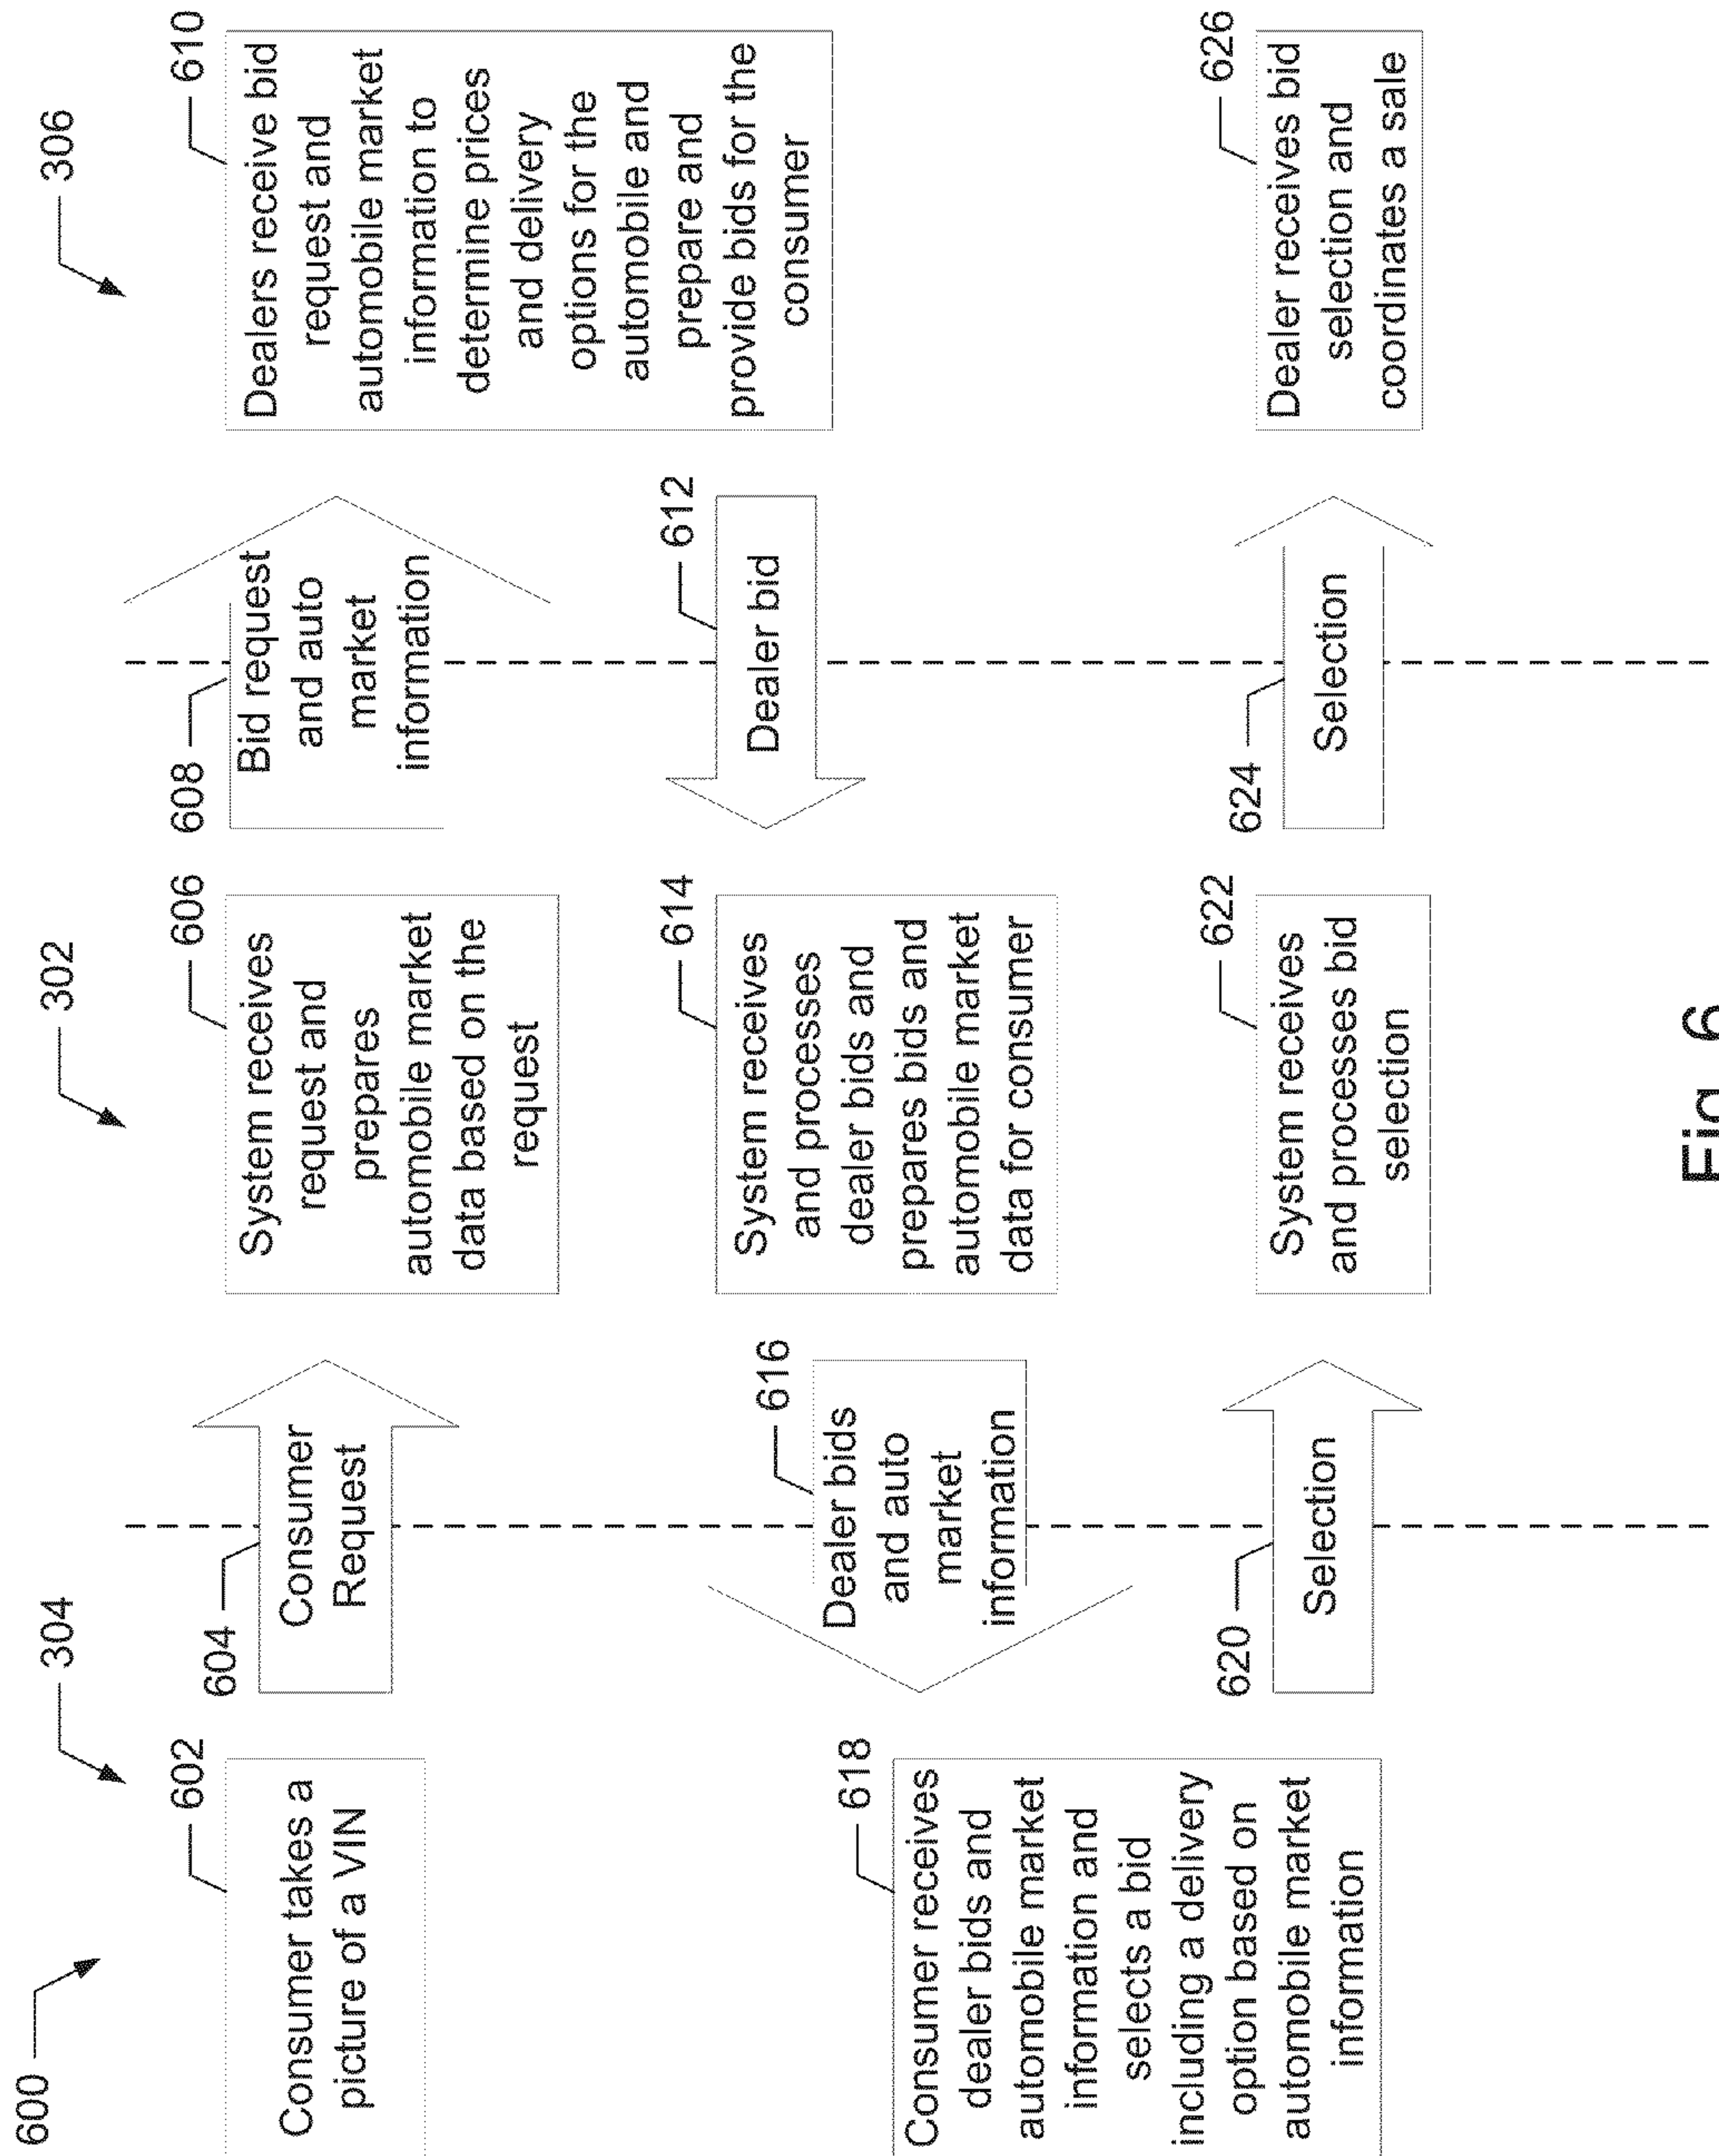 600
304
302
306
602
Consumer takes a
picture of a VIN
604
Consumer
Request
606
System receives
request and
prepares
automobile market
data based on the
request
608
Bid request
and auto
market
information
610
Dealers receive bid
request and
automobile market
information to
determine prices
and delivery
options for the
automobile and
prepare and
provide bids for the
consumer
612
Dealer bid
614
System receives
and processes
dealer bids and
prepares bids and
automobile market
data for consumer
616
Dealer bids
and auto
market
information
618
Consumer receives
dealer bids and
automobile market
information and
selects a bid
including a delivery
option based on
automobile market
information
620
Selection
622
System receives
and processes bid
selection
624
Selection
626
Dealer receives bid
selection and
coordinates a sale
Fig. 6